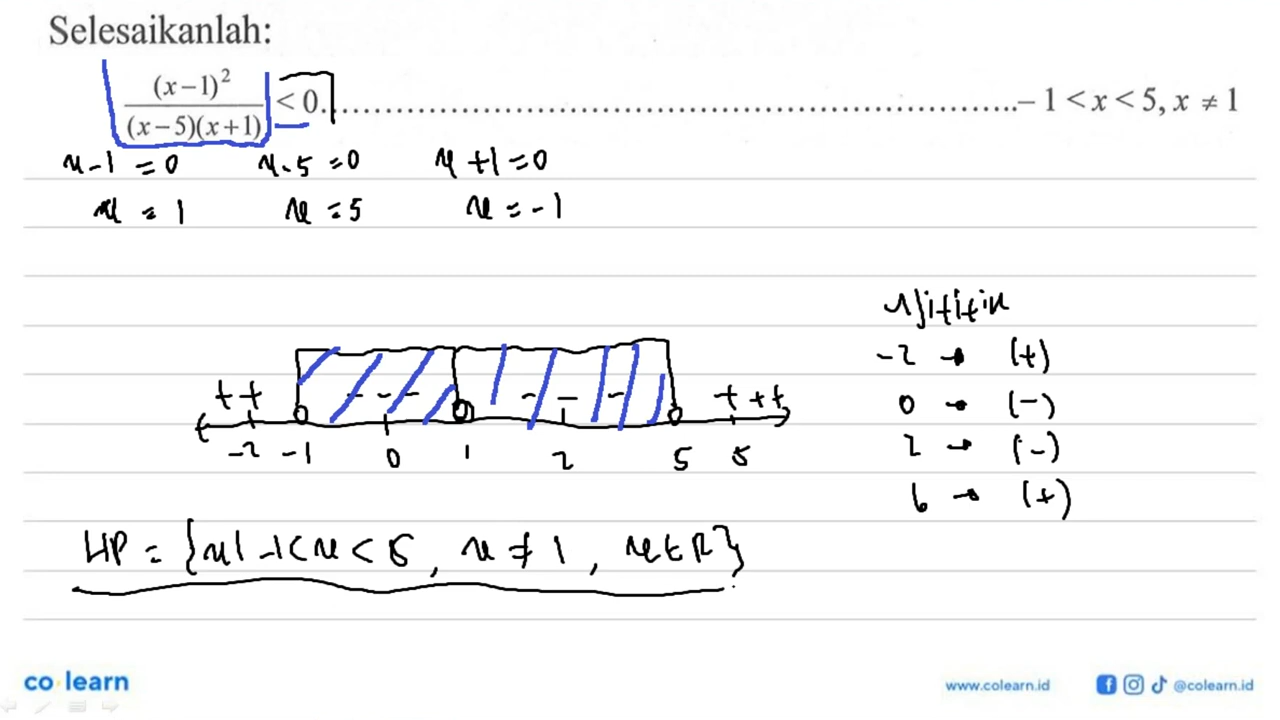 Selesaikanlah:
(x-1)²
(x-5)(x+1)
< 0 ........................................................................ – 1 < x < 5, x ≠ 1
x-1 = 0 x-5 = 0 x+1 = 0
x = 1 x = 5 x = -1
Uji titik
-2 → (+)
0 → (-)
2 → (-)
6 → (+)
++ --- --- +++
-2 -1 0 1 2 5
HP = {x | -1 < x < 5, x ≠ 1, x ∈ R}
co learn
www.colearn.id @colearn.id